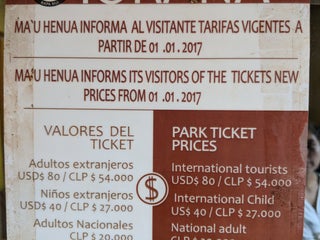 MA'U HENUA INFORMA AL VISITANTE TARIFAS VIGENTES A
PARTIR DE 01 .01 . 2017
MA'U HENUA INFORMS ITS VISITORS OF THE TICKETS NEW
PRICES FROM 01 .01 . 2017
VALORES DEL
TICKET
Adultos extranjeros
USD$ 80 / CLP $ 54.000
Niños extranjeros
US$ 40 / CLP $ 27.000
Adultos Nacionales
$
PARK TICKET
PRICES
International tourists
USD$ 80 / CLP $ 54.000
International Child
US$ 40 / CLP $ 27.000
National adult